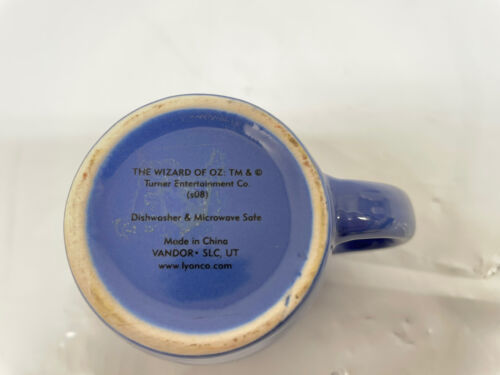 THE WIZARD OF OZ: TM & ©
Turner Entertainment Co.
(s08)
Dishwasher & Microwave Safe
Made in China
VANDOR • SLC, UT
www.lyonco.com